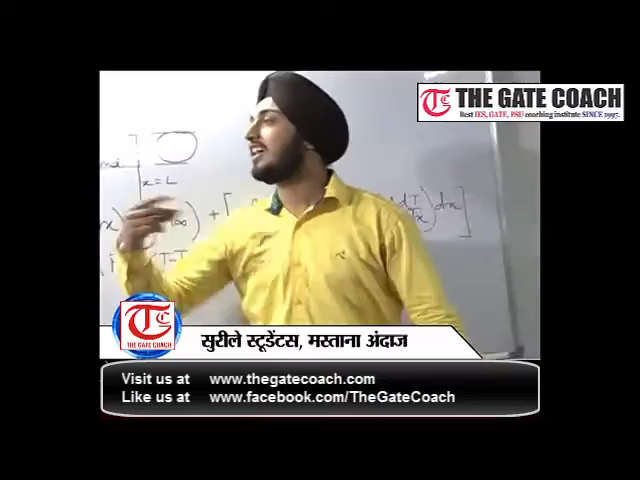 THE GATE COACH
Best IES, GATE, PSU coaching institute SINCE 1997.
x=L
सुरीले स्टूडेंटस, मस्ताना अंदाज
THE GATE COACH
Visit us at www.thegatecoach.com
Like us at www.facebook.com/TheGateCoach